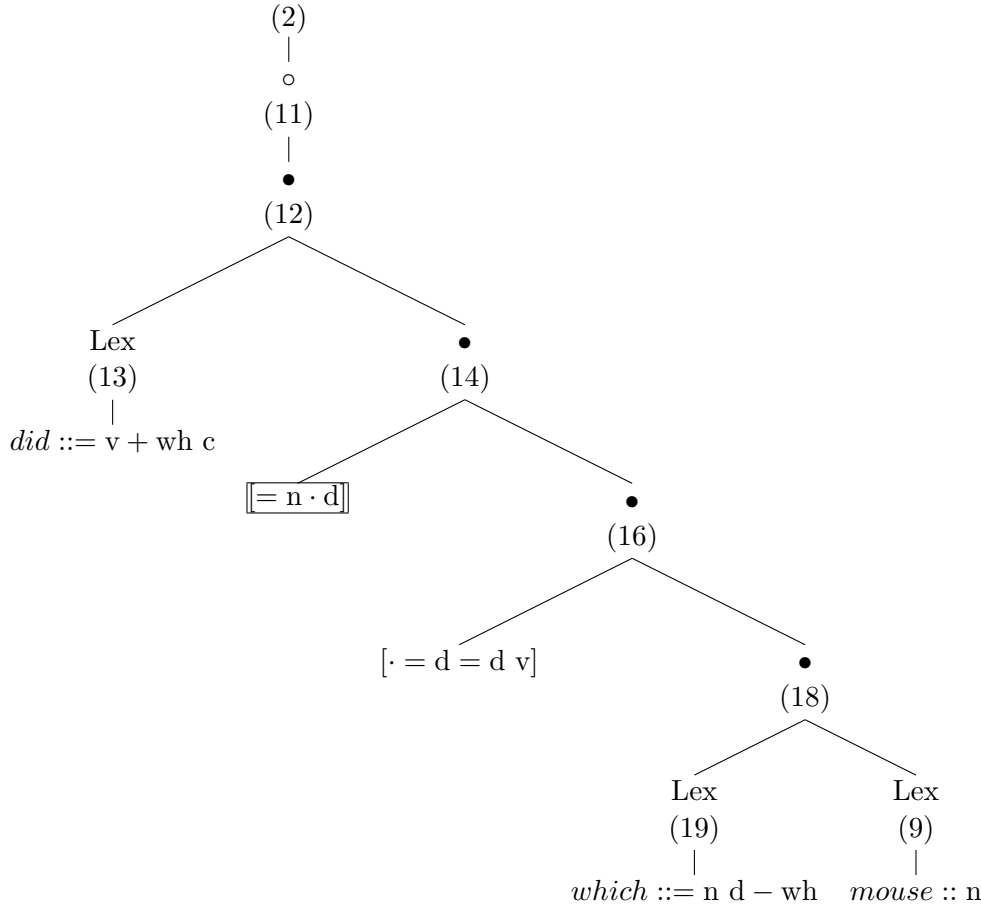 (2)
∘
(11)
•
(12)
Lex •
(13) (14)
did ::= v + wh c
⟦= n · d⟧ •
(16)
[· = d = d v] •
(18)
Lex Lex
(19) (9)
which ::= n d − wh mouse :: n